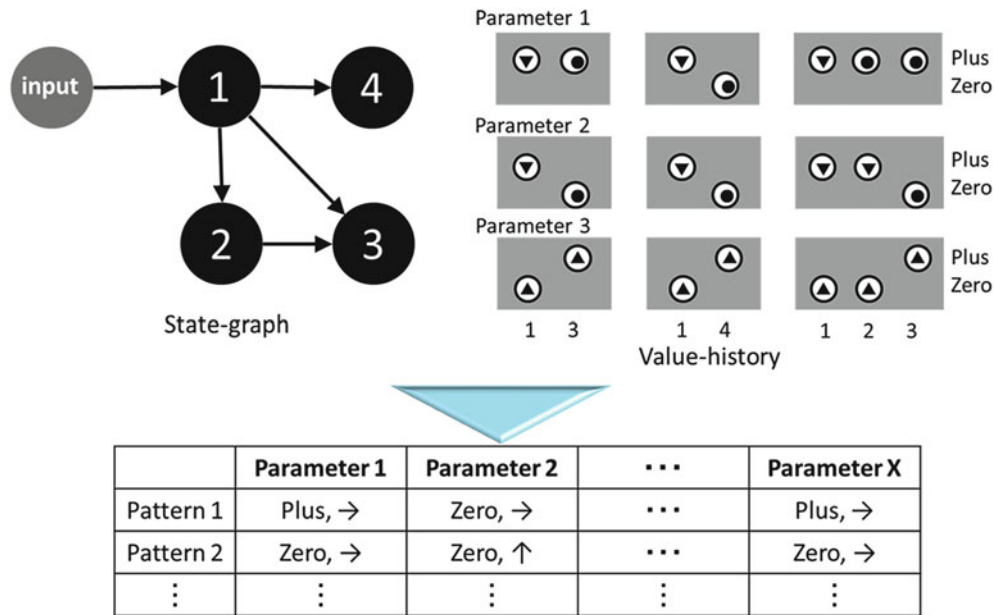 input
1
4
2
3
State-graph
Parameter 1
Plus
Zero
Parameter 2
Plus
Zero
Parameter 3
Plus
Zero
1 3 1 4 1 2 3
Value-history
Parameter 1 Parameter 2 ··· Parameter X
Pattern 1 Plus, → Zero, → ··· Plus, →
Pattern 2 Zero, → Zero, ↑ ··· Zero, →
⋮ ⋮ ⋮ ⋮ ⋮